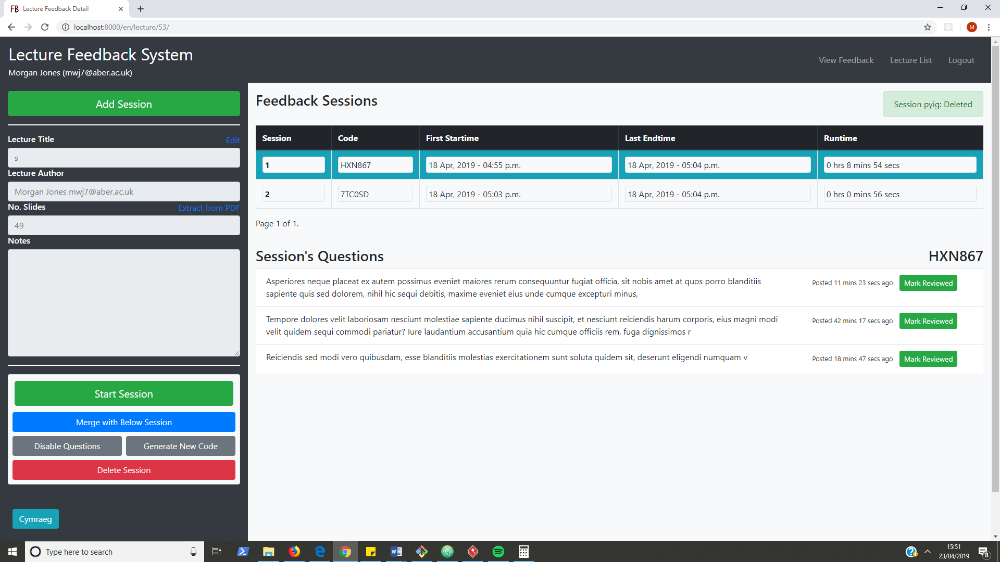 FB Lecture Feedback Detail
localhost:8000/en/lecture/53/
M
Lecture Feedback System
Morgan Jones (mwj7@aber.ac.uk)
View Feedback Lecture List Logout
Add Session
Lecture Title Edit
s
Lecture Author
Morgan Jones mwj7@aber.ac.uk
No. Slides Extract from PDF
49
Notes
Start Session
Merge with Below Session
Disable Questions Generate New Code
Delete Session
Cymraeg
Feedback Sessions
Session pyig: Deleted
Session Code First Startime Last Endtime Runtime
1 HXN867 18 Apr, 2019 - 04:55 p.m. 18 Apr, 2019 - 05:04 p.m. 0 hrs 8 mins 54 secs
2 7TC0SD 18 Apr, 2019 - 05:03 p.m. 18 Apr, 2019 - 05:04 p.m. 0 hrs 0 mins 56 secs
Page 1 of 1.
Session's Questions HXN867
Asperiores neque placeat ex autem possimus eveniet maiores rerum consequuntur fugiat officia, sit nobis amet at quos porro blanditiis
sapiente quis sed dolorem, nihil hic sequi debitis, maxime eveniet eius unde cumque excepturi minus,
Posted 11 mins 23 secs ago Mark Reviewed
Tempore dolores velit laboriosam nesciunt molestiae sapiente ducimus nihil suscipit, et nesciunt reiciendis harum corporis, eius magni modi
velit quidem sequi commodi pariatur? Iure laudantium accusantium quia hic cumque officiis rem, fuga dignissimos r
Posted 42 mins 17 secs ago Mark Reviewed
Reiciendis sed modi vero quibusdam, esse blanditiis molestias exercitationem sunt soluta quidem sit, deserunt eligendi numquam v
Posted 18 mins 47 secs ago Mark Reviewed
Type here to search
15:51
23/04/2019
8